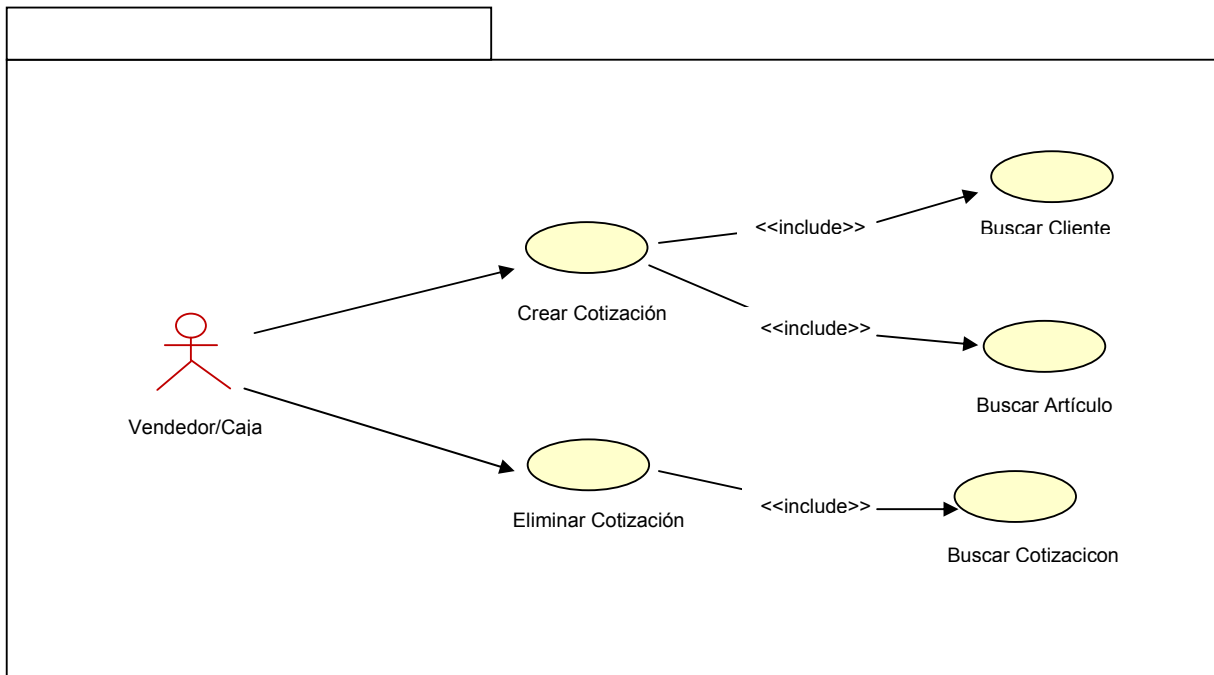 <<include>>
Buscar Cliente
Crear Cotización
<<include>>
Buscar Artículo
Vendedor/Caja
Eliminar Cotización
<<include>>
Buscar Cotizacicon